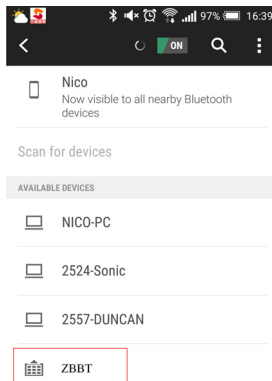 97% 16:39
ON
Nico
Now visible to all nearby Bluetooth
devices
Scan for devices
AVAILABLE DEVICES
NICO-PC
2524-Sonic
2557-DUNCAN
ZBBT